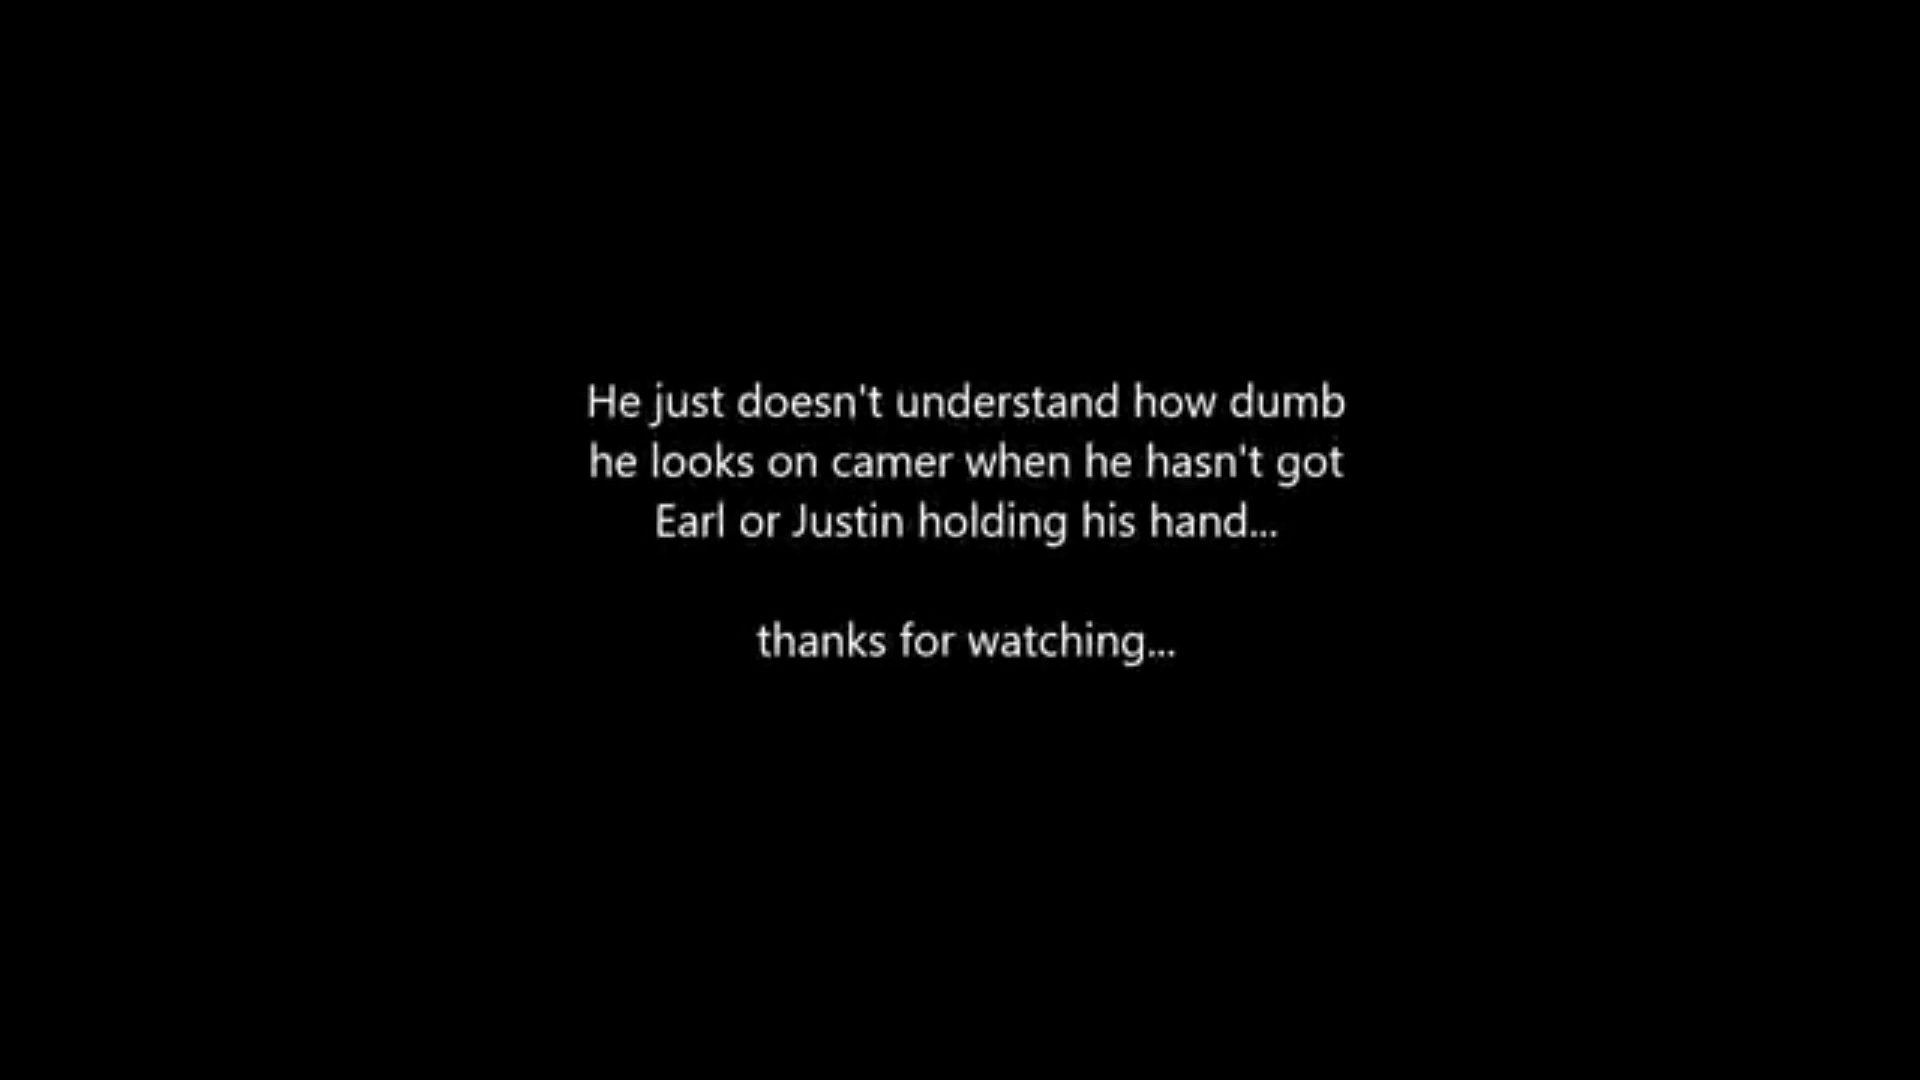 He just doesn't understand how dumb
he looks on camer when he hasn't got
Earl or Justin holding his hand...
thanks for watching...